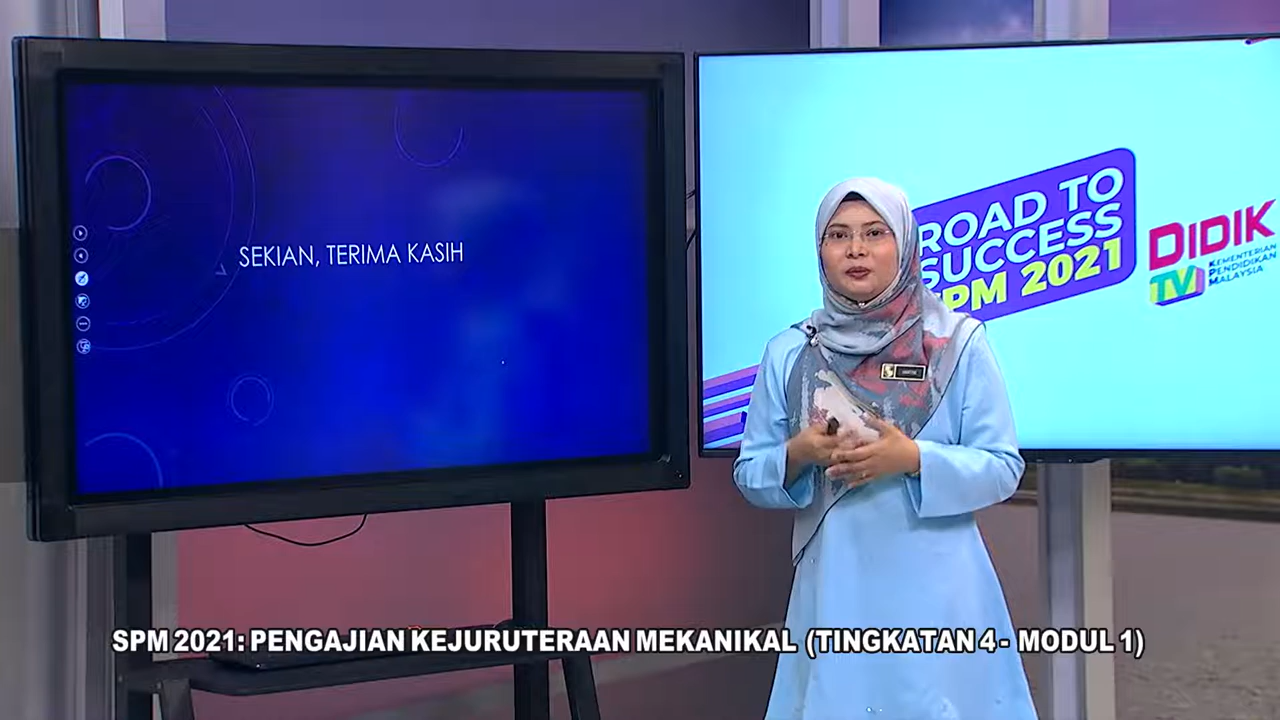 SEKIAN, TERIMA KASIH
ROAD TO
SUCCESS
SPM 2021
DIDIK
TV
KEMENTERIAN
PENDIDIKAN
MALAYSIA
SPM 2021: PENGAJIAN KEJURUTERAAN MEKANIKAL (TINGKATAN 4 - MODUL 1)